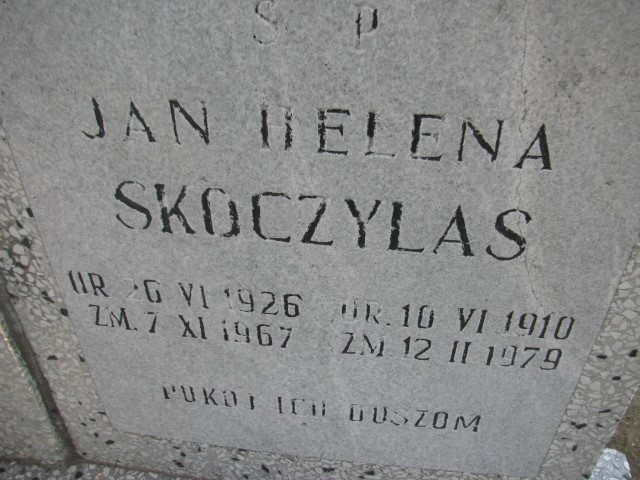 S P
JAN HELENA
SKOCZYLAS
UR 26 VI 1926 UR. 10 VI 1910
ZM. 7 XI 1967 ZM 12 II 1979
POKÓJ ICH DUSZOM